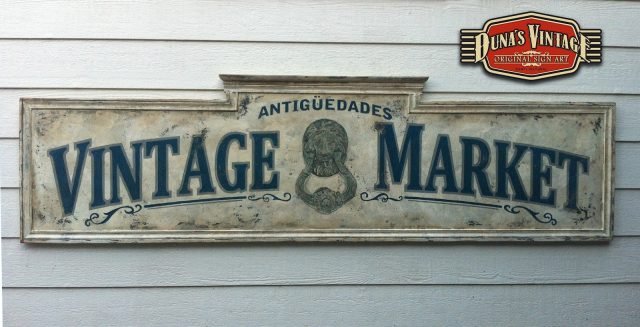 DUNA'S VINTAGE
ORIGINAL SIGN ART
ANTIGÜEDADES
VINTAGE MARKET